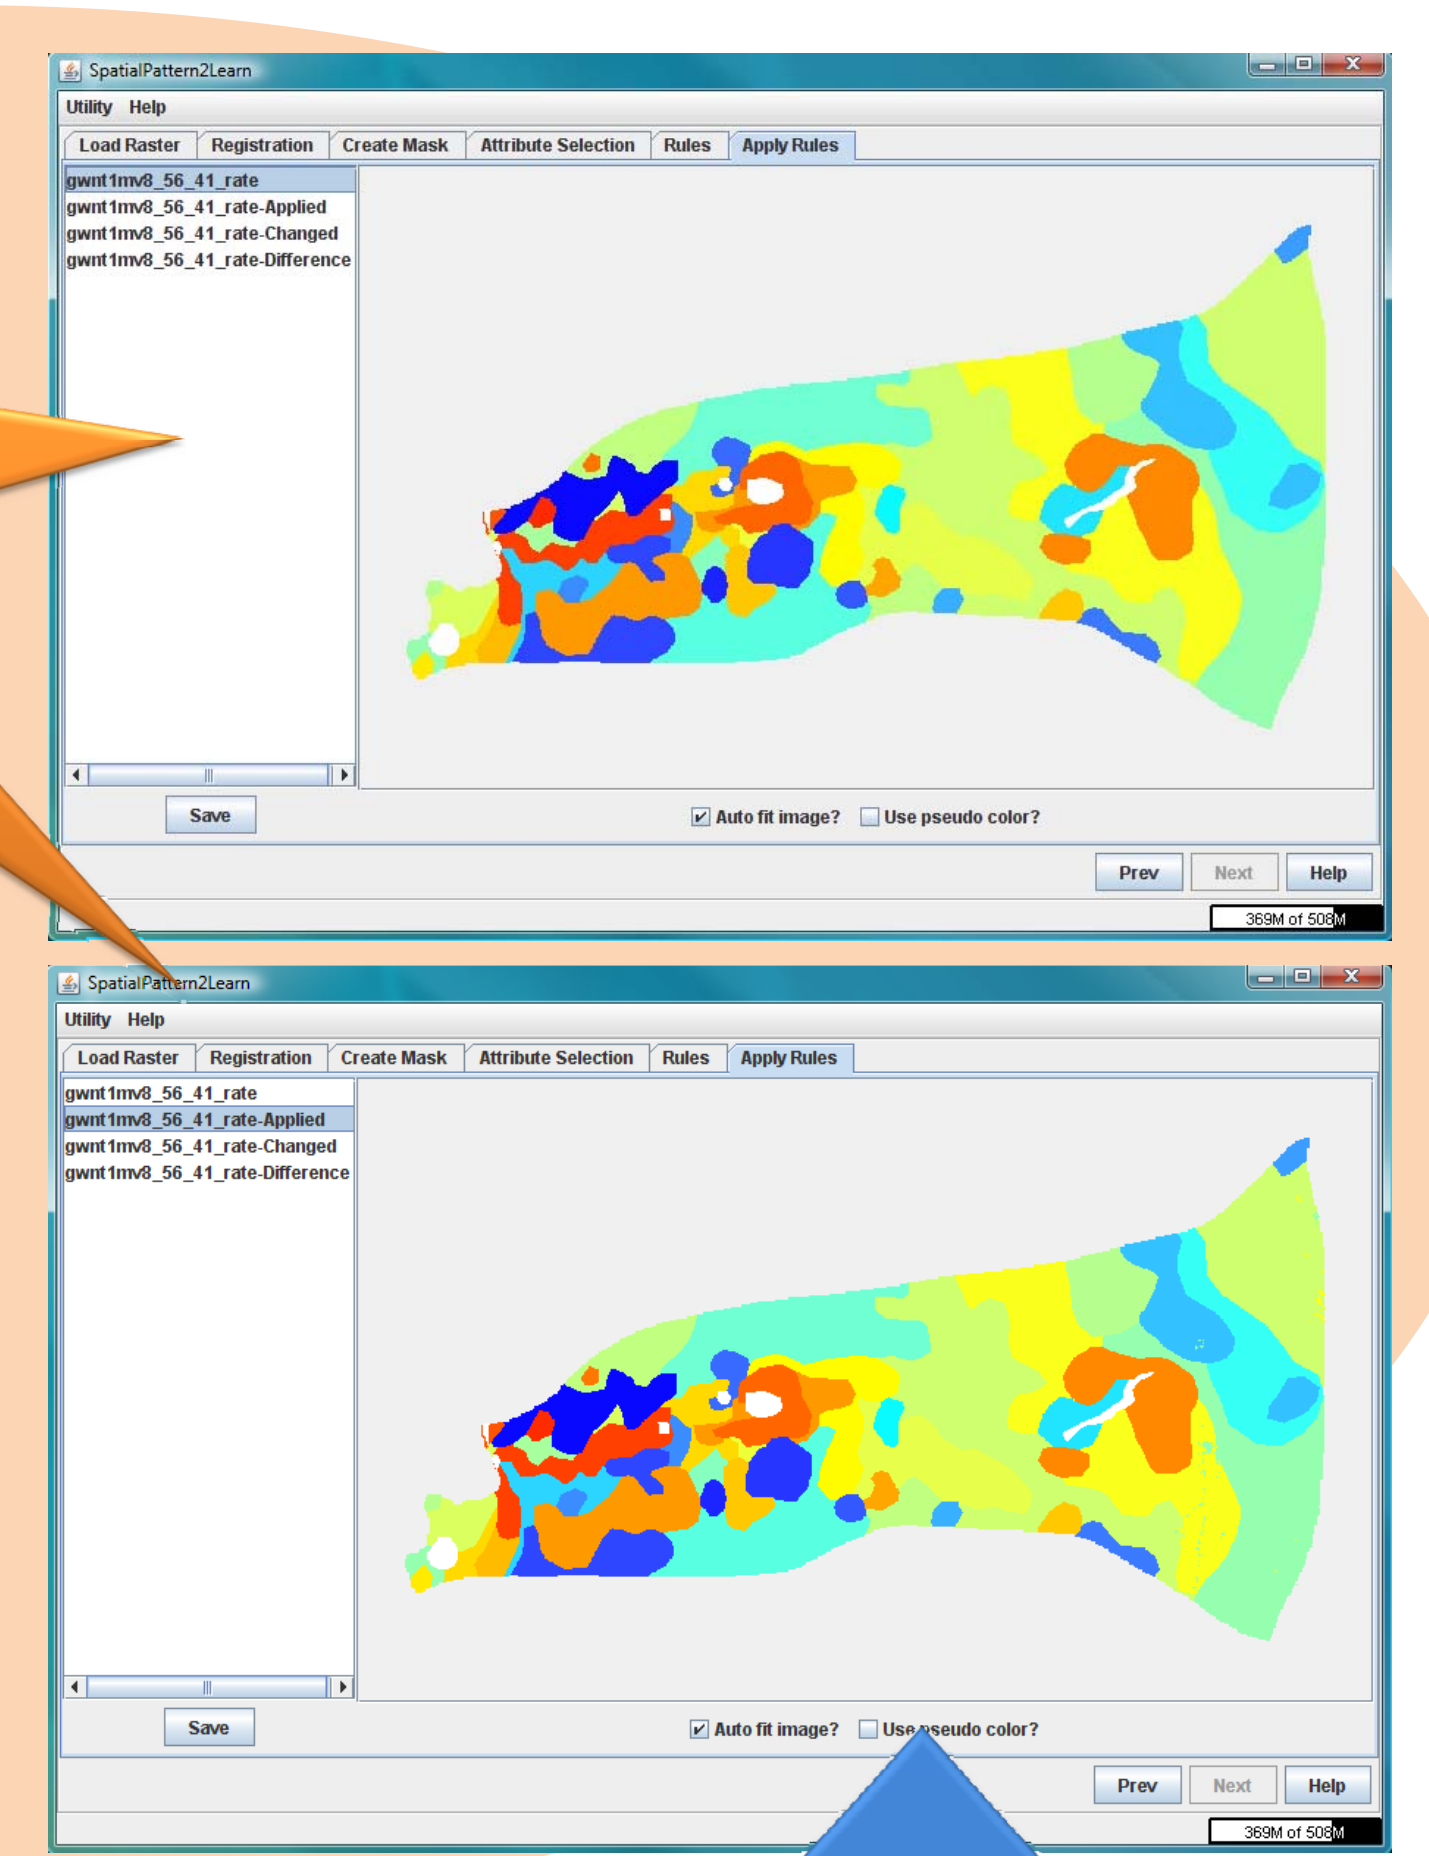 SpatialPattern2Learn
Utility Help
Load Raster Registration Create Mask Attribute Selection Rules Apply Rules
gwnt1mv8_56_41_rate
gwnt1mv8_56_41_rate-Applied
gwnt1mv8_56_41_rate-Changed
gwnt1mv8_56_41_rate-Difference
Save
Auto fit image? Use pseudo color?
Prev Next Help
369M of 508M
SpatialPattern2Learn
Utility Help
Load Raster Registration Create Mask Attribute Selection Rules Apply Rules
gwnt1mv8_56_41_rate
gwnt1mv8_56_41_rate-Applied
gwnt1mv8_56_41_rate-Changed
gwnt1mv8_56_41_rate-Difference
Save
Auto fit image? Use pseudo color?
Prev Next Help
369M of 508M